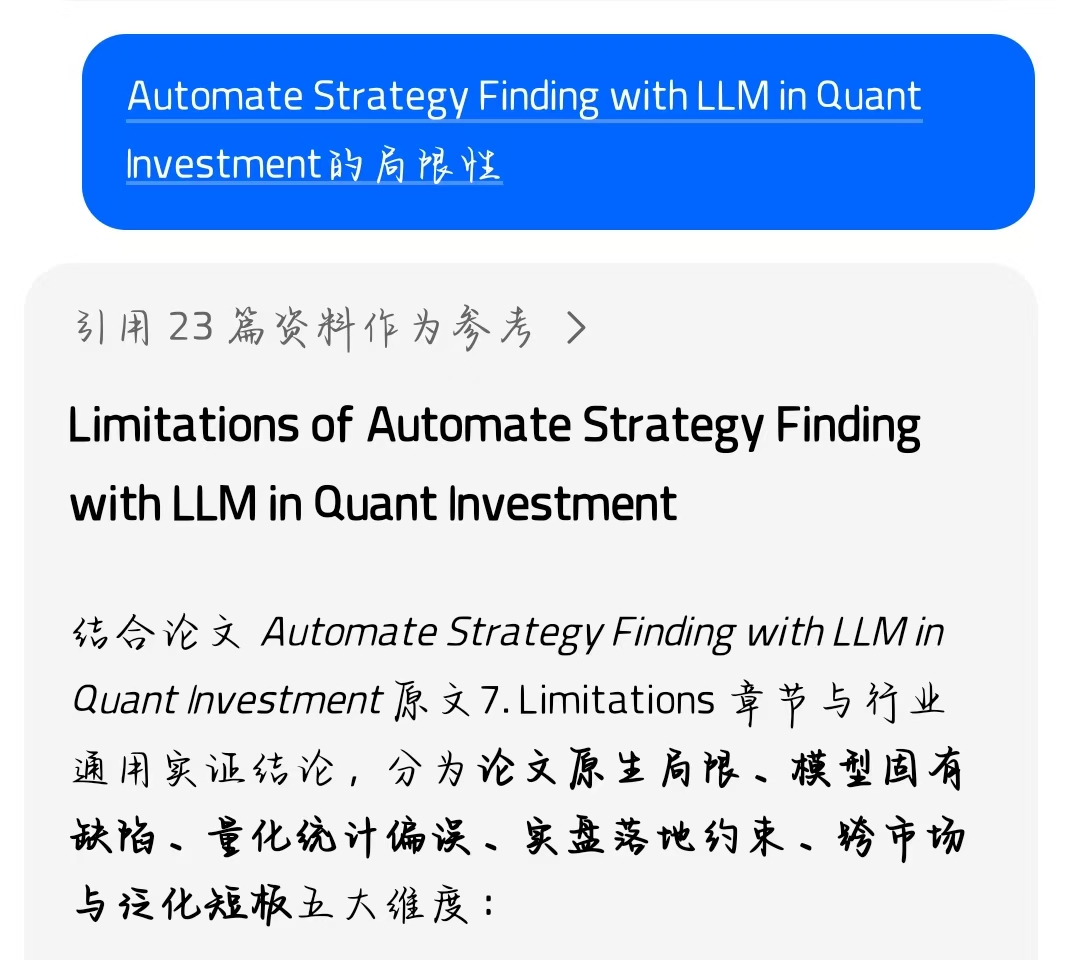 Automate Strategy Finding with LLM in Quant
Investment的局限性
引用 23 篇资料作为参考 >
Limitations of Automate Strategy Finding
with LLM in Quant Investment
结合论文 Automate Strategy Finding with LLM in
Quant Investment 原文7. Limitations 章节与行业
通用实证结论，分为论文原生局限、模型固有
缺陷、量化统计偏误、实盘落地约束、跨市场
与泛化短板五大维度：